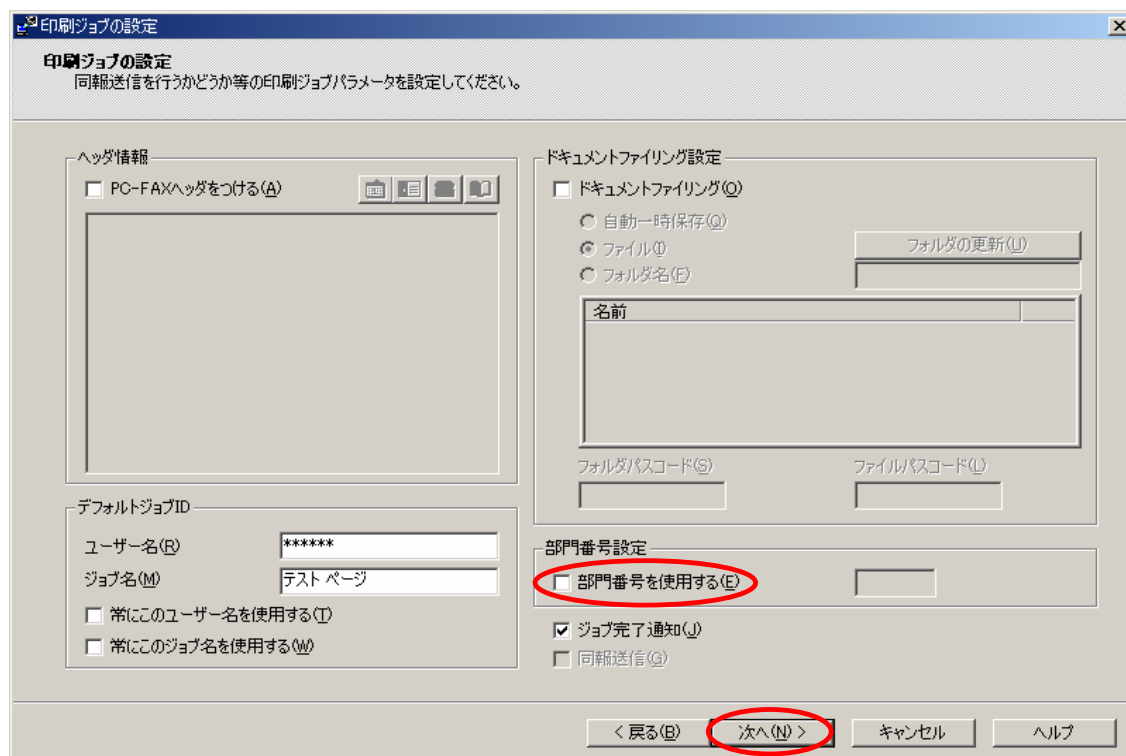 印刷ジョブの設定
印刷ジョブの設定
同報送信を行うかどうか等の印刷ジョブパラメータを設定してください。
ヘッダ情報
PC-FAXヘッダをつける(A)
デフォルトジョブID
ユーザー名(R)
******
ジョブ名(M)
テスト ページ
常にこのユーザー名を使用する(T)
常にこのジョブ名を使用する(W)
ドキュメントファイリング設定
ドキュメントファイリング(O)
自動一時保存(Q)
ファイル(I)
フォルダの更新(U)
フォルダ名(F)
名前
フォルダパスコード(S)
ファイルパスコード(L)
部門番号設定
部門番号を使用する(E)
ジョブ完了通知(J)
同報送信(G)
< 戻る(B)
次へ(N) >
キャンセル
ヘルプ